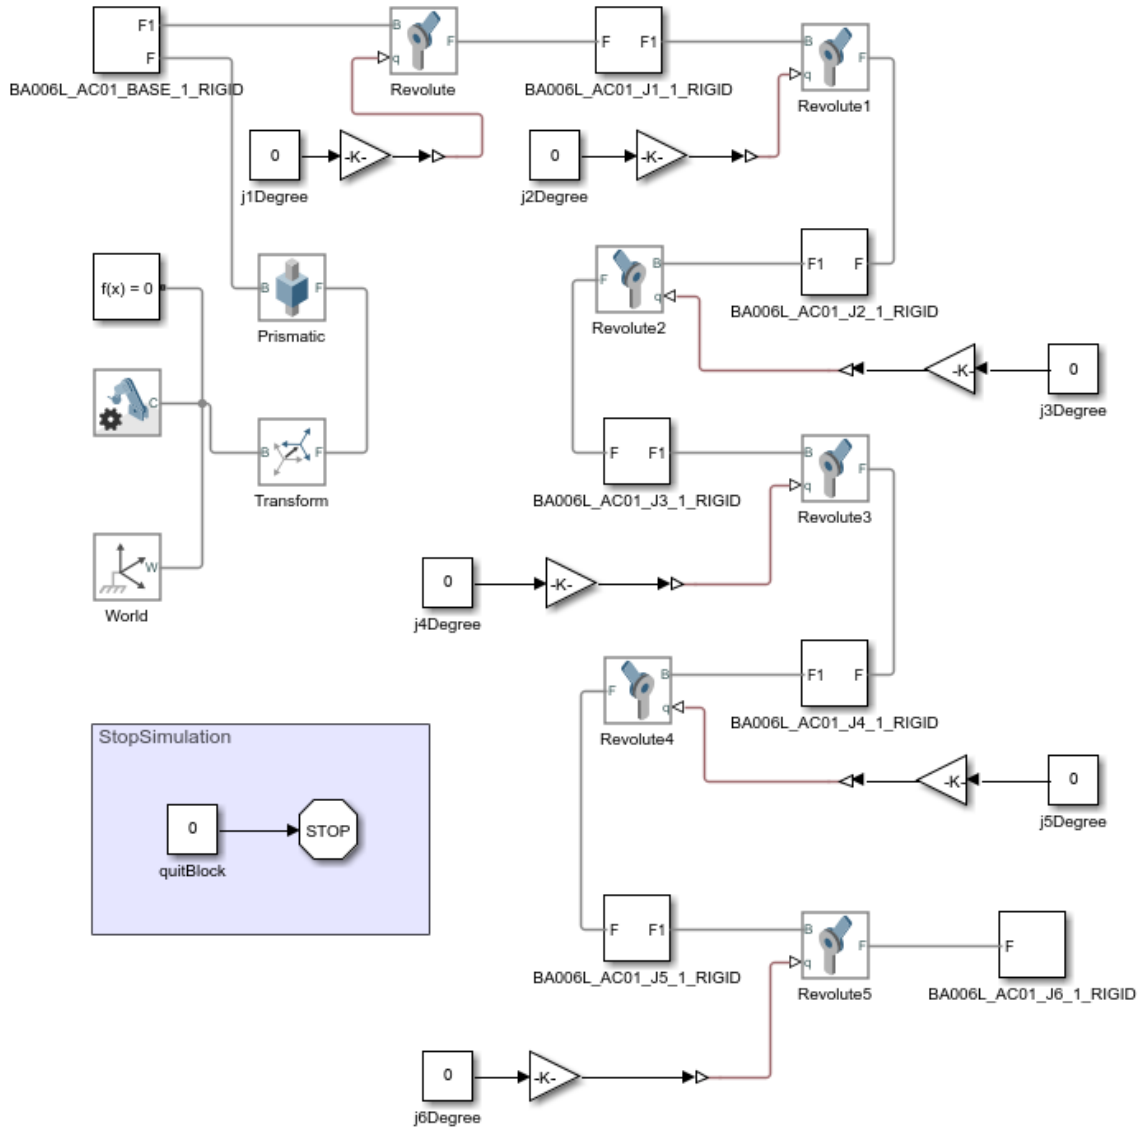 F1
F
BA006L_AC01_BASE_1_RIGID
B
q
F
Revolute
F
F1
BA006L_AC01_J1_1_RIGID
B
q
F
Revolute1
0
j1Degree
-K-
0
j2Degree
-K-
f(x) = 0
B
F
Prismatic
F
B
q
Revolute2
F1
F
BA006L_AC01_J2_1_RIGID
-K-
0
j3Degree
C
B
F
Transform
F
F1
BA006L_AC01_J3_1_RIGID
B
q
F
Revolute3
W
World
0
j4Degree
-K-
F
B
q
Revolute4
F1
F
BA006L_AC01_J4_1_RIGID
StopSimulation
0
quitBlock
STOP
-K-
0
j5Degree
F
F1
BA006L_AC01_J5_1_RIGID
B
q
F
Revolute5
F
BA006L_AC01_J6_1_RIGID
0
j6Degree
-K-